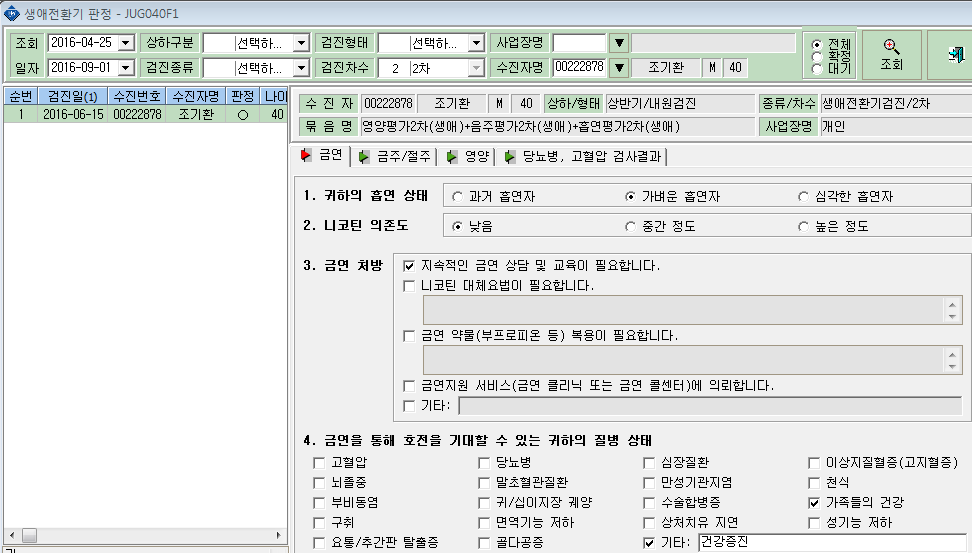 생애전환기 판정 - JUG040F1
조회 2016-04-25 상하구분 |선택하... 검진형태 |선택하... 사업장명 ▼ 전체
확정
일자 2016-09-01 검진종류 |선택하... 검진차수 2 |2차 수진자명 00222878 ▼ 조기환 M 40 대기 조회
순번 검진일(1) 수진번호 수진자명 판정 나이
1 2016-06-15 00222878 조기환 ○ 40
수 진 자 00222878 조기환 M 40 상하/형태 상반기/내원검진 종류/차수 생애전환기검진/2차
묶 음 명 영양평가2차(생애)+음주평가2차(생애)+흡연평가2차(생애) 사업장명 개인
금연 금주/절주 영양 당뇨병, 고혈압 검사결과
1. 귀하의 흡연 상태 과거 흡연자 가벼운 흡연자 심각한 흡연자
2. 니코틴 의존도 낮음 중간 정도 높은 정도
3. 금연 처방 지속적인 금연 상담 및 교육이 필요합니다.
니코틴 대체요법이 필요합니다.
금연 약물(부프로피온 등) 복용이 필요합니다.
금연지원 서비스(금연 클리닉 또는 금연 콜센터)에 의뢰합니다.
기타:
4. 금연을 통해 호전을 기대할 수 있는 귀하의 질병 상태
고혈압 당뇨병 심장질환 이상지질혈증(고지혈증)
뇌졸중 말초혈관질환 만성기관지염 천식
부비동염 귀/십이지장 궤양 수술합병증 가족들의 건강
구취 면역기능 저하 상처치유 지연 성기능 저하
요통/추간판 탈출증 골다공증 기타: 건강증진